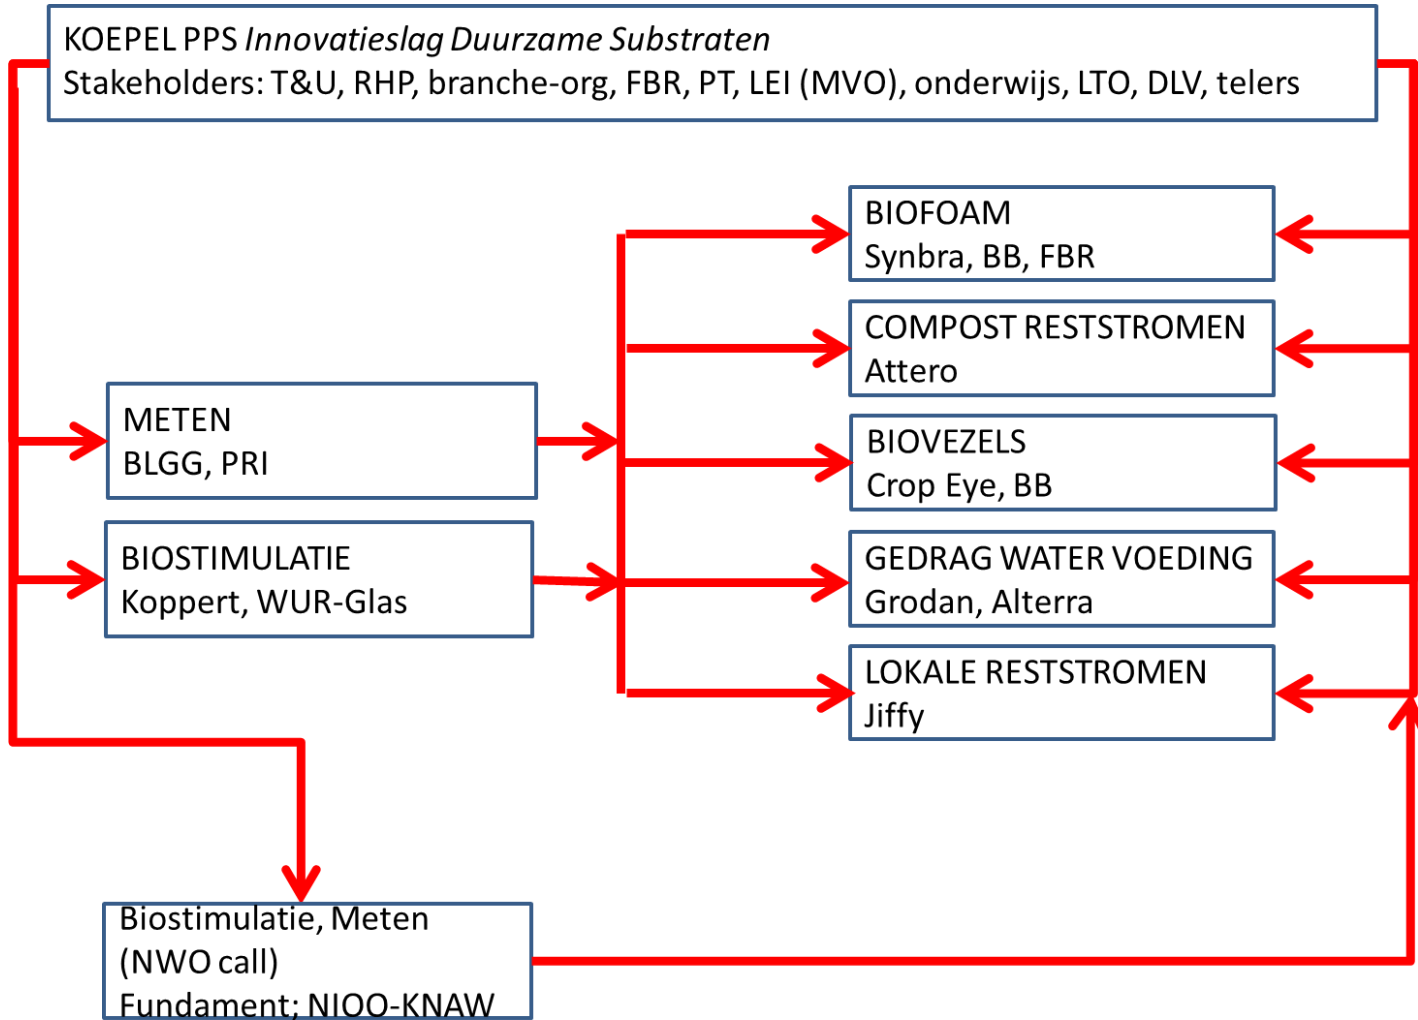 KOEPEL PPS Innovatieslag Duurzame Substraten
Stakeholders: T&U, RHP, branche-org, FBR, PT, LEI (MVO), onderwijs, LTO, DLV, telers
BIOFOAM
Synbra, BB, FBR
COMPOST RESTSTROMEN
Attero
METEN
BLGG, PRI
BIOVEZELS
Crop Eye, BB
BIOSTIMULATIE
Koppert, WUR-Glas
GEDRAG WATER VOEDING
Grodan, Alterra
LOKALE RESTSTROMEN
Jiffy
Biostimulatie, Meten
(NWO call)
Fundament; NIOO-KNAW